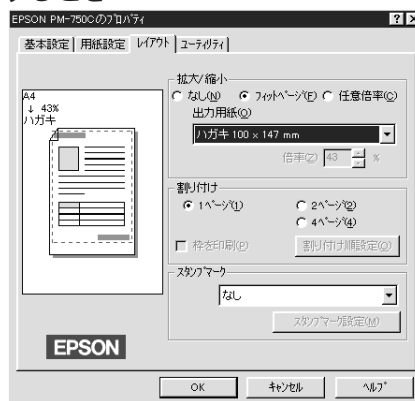 EPSON PM-750Cのﾌﾟﾛﾊﾟﾃｨ
基本設定 用紙設定 ﾚｲｱｳﾄ ﾕｰﾃｨﾘﾃｨ
A4
↓ 43%
ハガキ
拡大/縮小
なし(N) ﾌｨｯﾄﾍﾟｰｼﾞ(F) 任意倍率(C)
出力用紙(O)
ハガキ 100 x 147 mm
倍率(Z) 43 %
割り付け
1ﾍﾟｰｼﾞ(1) 2ﾍﾟｰｼﾞ(2)
4ﾍﾟｰｼﾞ(4)
枠を印刷(P) 割り付け順設定(O)
ｽﾀﾝﾌﾟﾏｰｸ
なし
ｽﾀﾝﾌﾟﾏｰｸ設定(M)
EPSON
OK ｷｬﾝｾﾙ ﾍﾙﾌﾟ